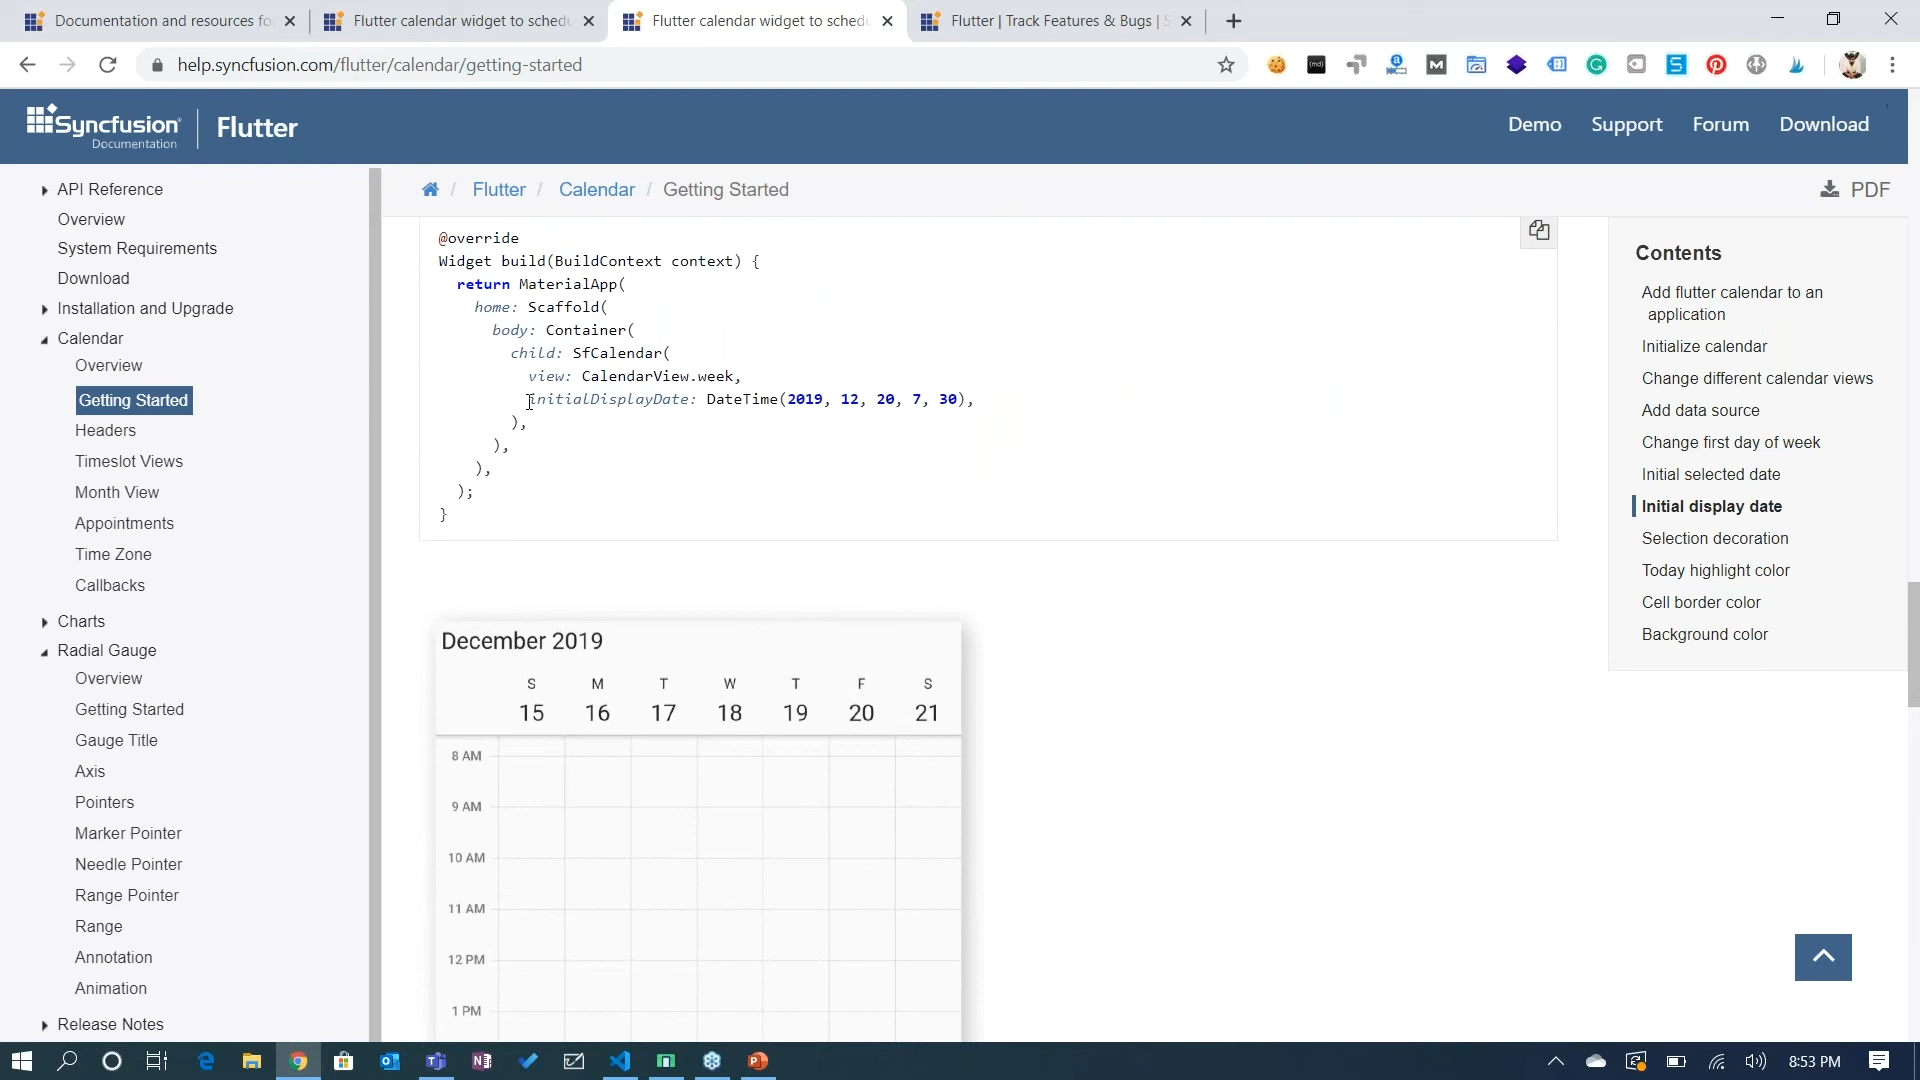 Documentation and resources fo
Flutter calendar widget to schedu
Flutter calendar widget to schedu
Flutter | Track Features & Bugs | S
help.syncfusion.com/flutter/calendar/getting-started
Syncfusion
Documentation
Flutter
Demo
Support
Forum
Download
API Reference
Overview
System Requirements
Download
Installation and Upgrade
Calendar
Overview
Getting Started
Headers
Timeslot Views
Month View
Appointments
Time Zone
Callbacks
Charts
Radial Gauge
Overview
Getting Started
Gauge Title
Axis
Pointers
Marker Pointer
Needle Pointer
Range Pointer
Range
Annotation
Animation
Release Notes
/ Flutter / Calendar / Getting Started
PDF
@override
Widget build(BuildContext context) {
return MaterialApp(
home: Scaffold(
body: Container(
child: SfCalendar(
view: CalendarView.week,
initialDisplayDate: DateTime(2019, 12, 20, 7, 30),
),
),
),
);
}
December 2019
S M T W T F S
15 16 17 18 19 20 21
8 AM
9 AM
10 AM
11 AM
12 PM
1 PM
Contents
Add flutter calendar to an
application
Initialize calendar
Change different calendar views
Add data source
Change first day of week
Initial selected date
Initial display date
Selection decoration
Today highlight color
Cell border color
Background color
8:53 PM